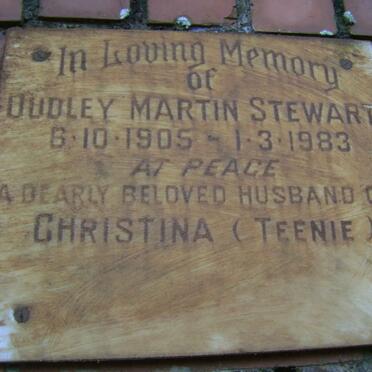 In Loving Memory
of
DUDLEY MARTIN STEWART
6·10·1905 - 1·3·1983
AT PEACE
A DEARLY BELOVED HUSBAND O
CHRISTINA (TEENIE)